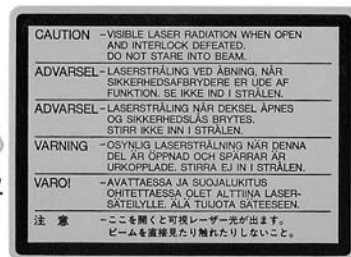 CAUTION -VISIBLE LASER RADIATION WHEN OPEN
AND INTERLOCK DEFEATED.
DO NOT STARE INTO BEAM.
ADVARSEL-LASERSTRÅLING VED ÅBNING, NÅR
SIKKERHEDSAFBRYDERE ER UDE AF
FUNKTION. SE IKKE IND I STRÅLEN.
ADVARSEL-LASERSTRÅLING NÅR DEKSEL ÅPNES
OG SIKKERHEDSLÅS BRYTES.
STIRR IKKE INN I STRÅLEN.
VARNING -OSYNLIG LASERSTRÅLNING NÄR DENNA
DEL ÄR ÖPPNAD OCH SPÄRRAR ÄR
URKOPPLADE. STIRRA EJ IN I STRÅLEN.
VARO! -AVATTAESSA JA SUOJALUKITUS
OHITETTAESSA OLET ALTTIINA LASER-
SÄTEILYLLE. ÄLÄ TUIJOTA SÄTEESEEN.
注 意 -ここを開くと可視レーザー光が出ます。
ビームを直接見たり触れたりしないこと。